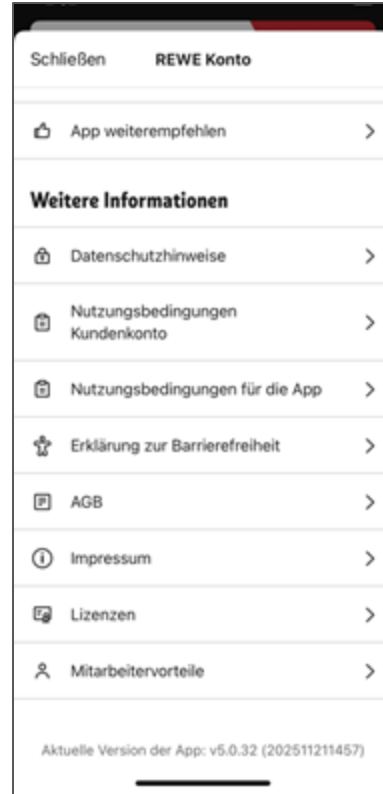 Schließen REWE Konto
App weiterempfehlen
Weitere Informationen
Datenschutzhinweise
Nutzungsbedingungen
Kundenkonto
Nutzungsbedingungen für die App
Erklärung zur Barrierefreiheit
AGB
Impressum
Lizenzen
Mitarbeitervorteile
Aktuelle Version der App: v5.0.32 (202511211457)